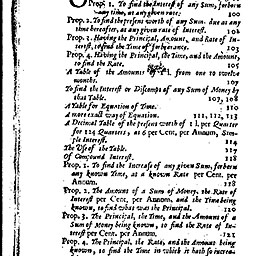 Prop. 1. To find the Interest of any Sum, forborn
any time, at any given rate. 100
Prop. 2. To find the present worth of any Sum due at any
time hereafter, at any given rate of Interest. 102
Prop. 3. Having the Principal, Amount, and Rate of In-
terest, to find the Time of forbearance. 103
Prop. 4. Having the Principal, the Time, and the Amount,
to find the Rate. 105
A Table of the Amounts of 1 l. from one to twelve
months. 107
To find the Interest or Discompt of any Sum of Money by
that Table. 107, 108
A Table for Equation of Time. 110
A more exact way of Equation. 111, 112, 113
A Decimal Table of the present worth of 1 l. per Quarter
for 124 Quarters, at 6 per Cent, per Annum, Sim-
ple Interest. 114
The Use of the Table. 117
Of Compound Interest. 118
Prop. 1. To find the Increase of any given Sum, forborn
any known Time, at a known Rate per Cent. per
Annum. 118
Prop. 2. The Amount of a Sum of Money, the Rate of
Interest per Cent, per Annum, and the Time being
known, to find what was the Principal. 120
Prop. 3. The Principal, the Time, and the Amount of a
Sum of Money being known, to find the Rate of In-
terest per Cent. per Annum. 121
Prop. 4. The Principal, the Rate, and the Amount being
known, to find the Time in which it hath so increa-